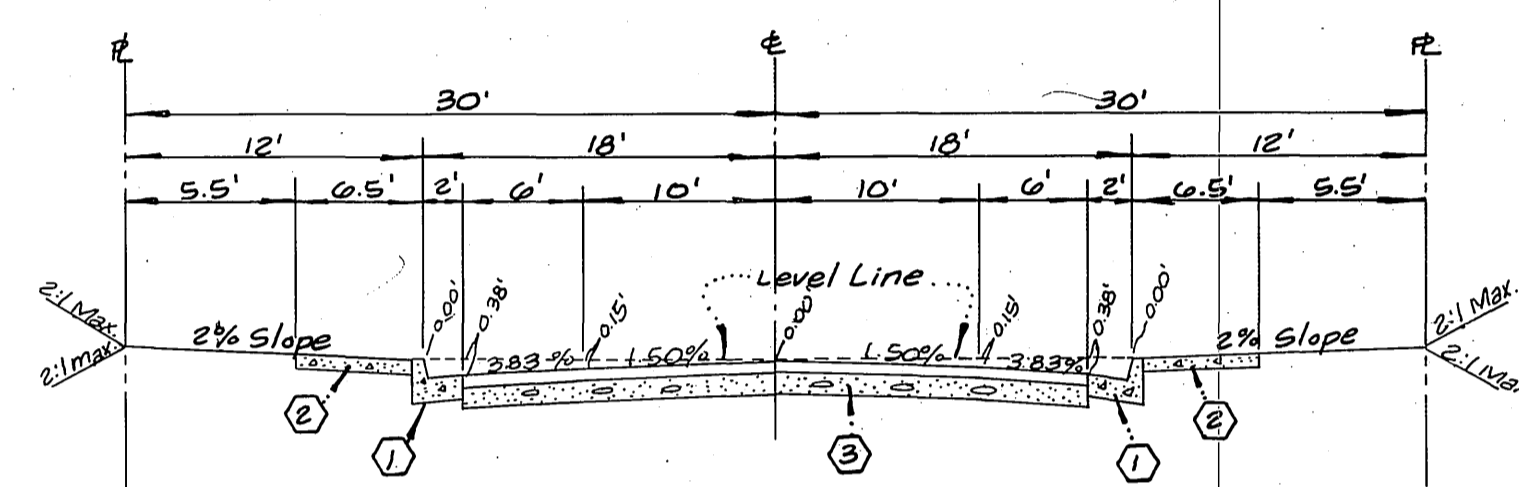 PL CL PL
30' 30'
12' 18' 18' 12'
5.5' 6.5' 2' 6' 10' 10' 6' 2' 6.5' 5.5'
Level Line
0.00' 0.38' 0.15' 0.00' 0.15' 0.38' 0.00'
2:1 Max. 2% Slope 3.83% 1.50% 1.50% 3.83% 2% Slope 2:1 Max.
2:1 max. 2:1 Max
2 1 3 1 2